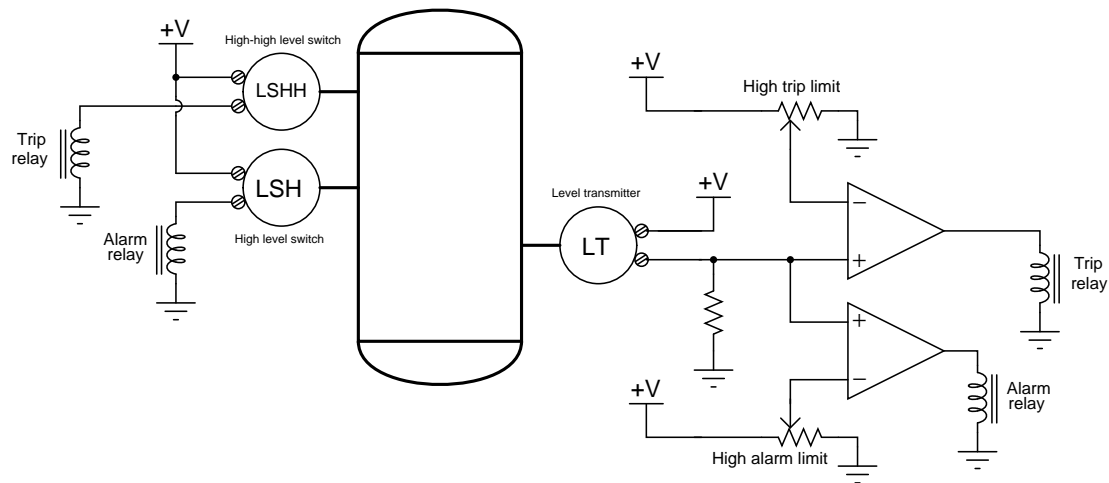 High-high level switch
+V
LSHH
Trip
relay
LSH
High level switch
Alarm
relay
Level transmitter
+V
LT
+V
High trip limit
−
+
Trip
relay
+
−
Alarm
relay
+V
High alarm limit